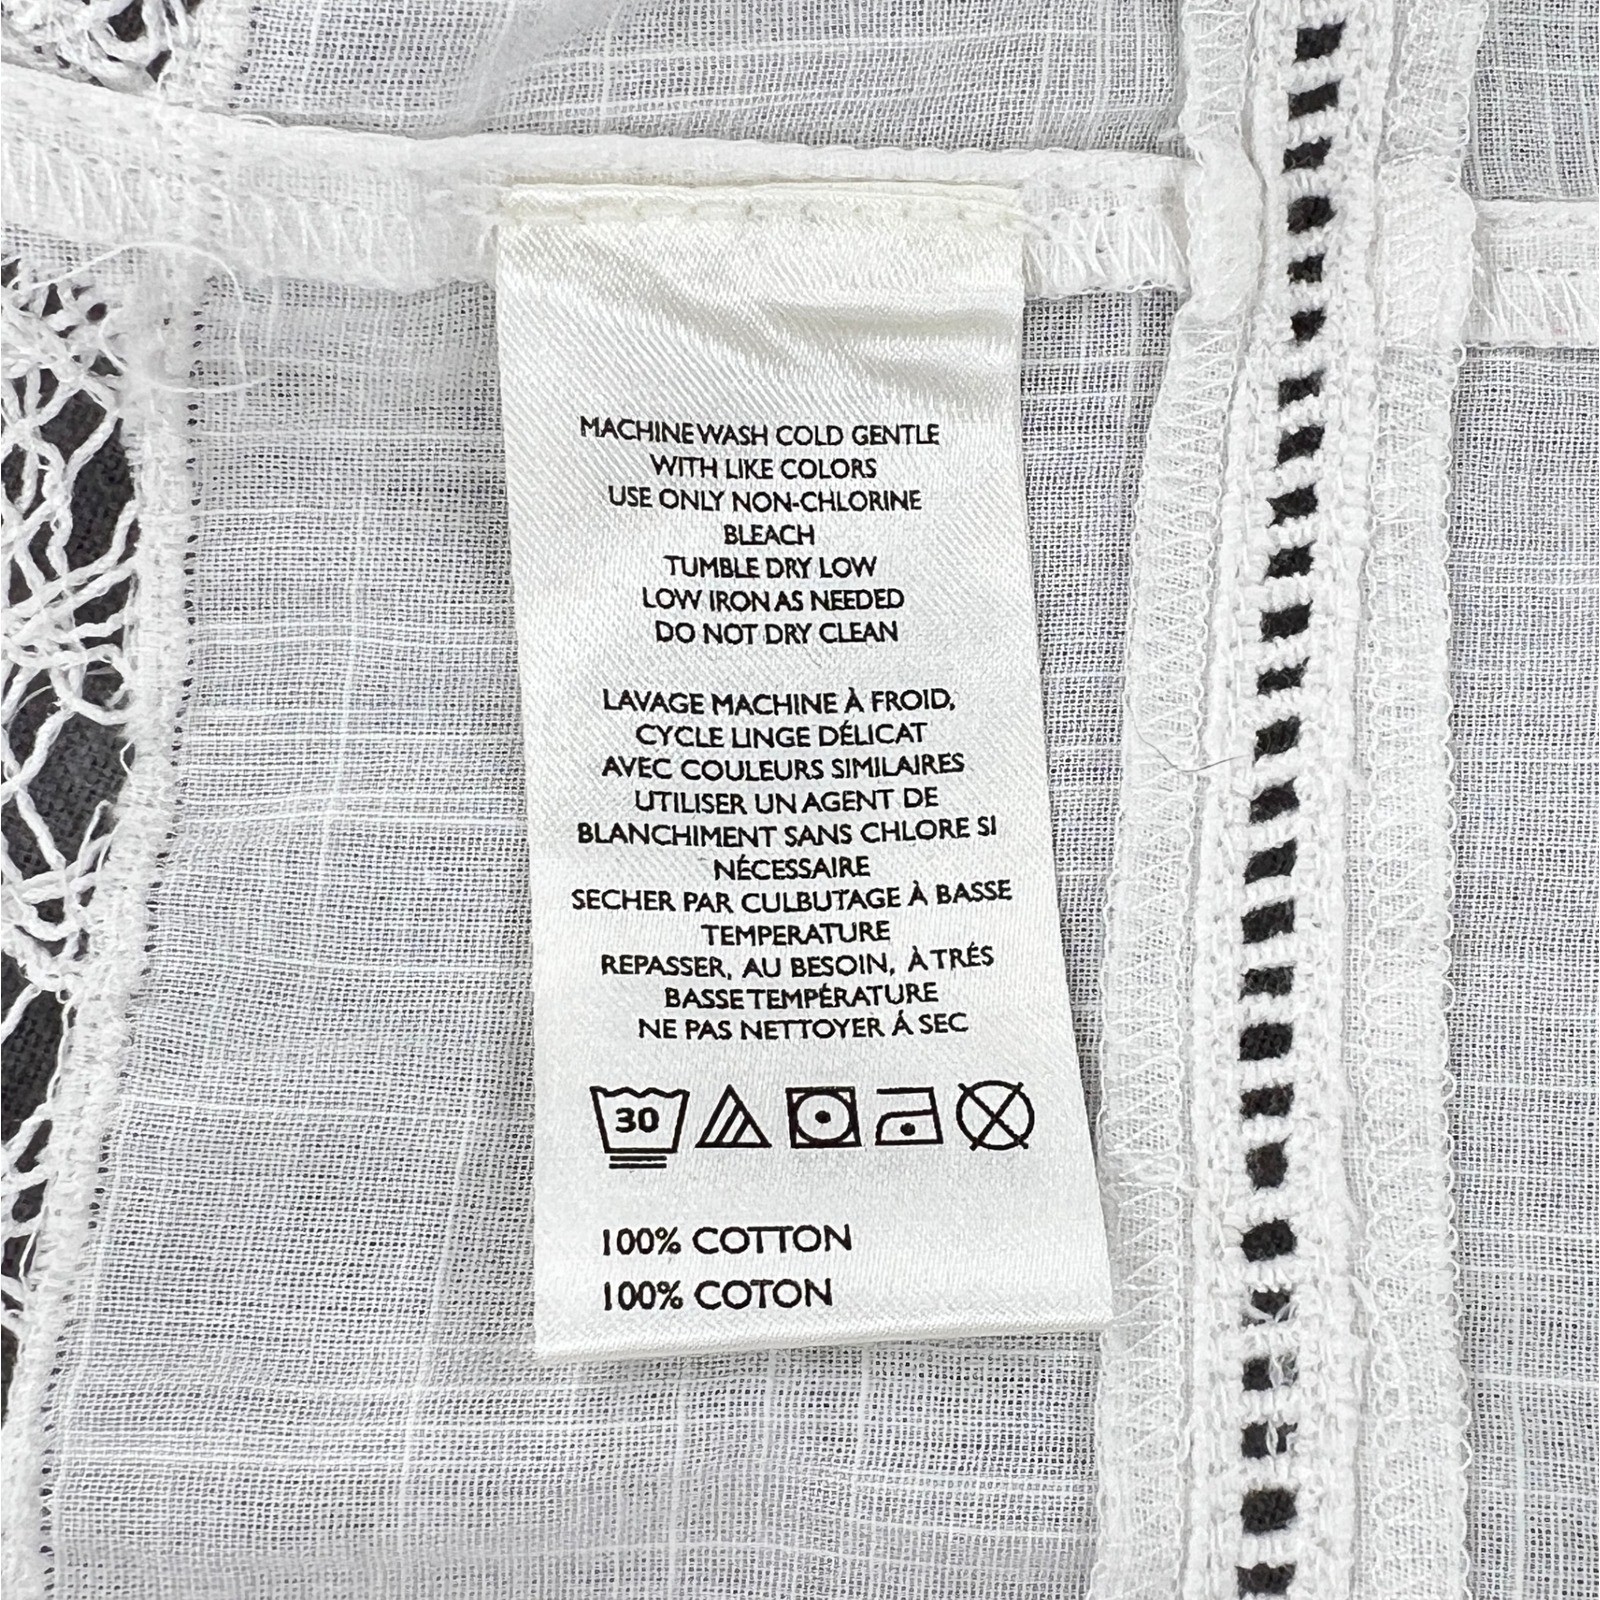 MACHINE WASH COLD GENTLE
WITH LIKE COLORS
USE ONLY NON-CHLORINE
BLEACH
TUMBLE DRY LOW
LOW IRON AS NEEDED
DO NOT DRY CLEAN
LAVAGE MACHINE À FROID,
CYCLE LINGE DÉLICAT
AVEC COULEURS SIMILAIRES
UTILISER UN AGENT DE
BLANCHIMENT SANS CHLORE SI
NÉCESSAIRE
SECHER PAR CULBUTAGE À BASSE
TEMPERATURE
REPASSER, AU BESOIN, À TRÉS
BASSE TEMPÉRATURE
NE PAS NETTOYER Á SEC
30
100% COTTON
100% COTON